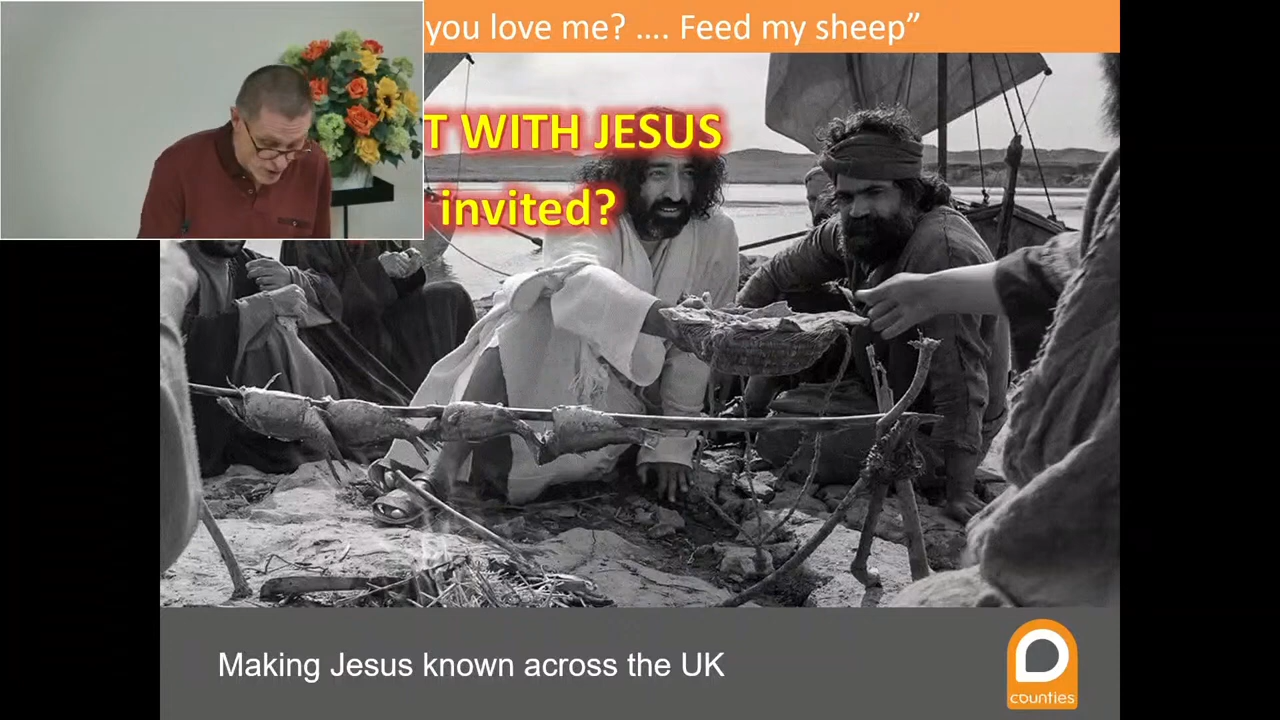 you love me? .... Feed my sheep”
T WITH JESUS
invited?
Making Jesus known across the UK
counties